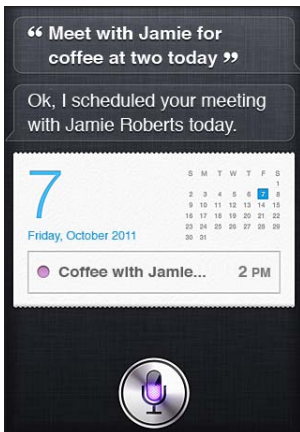 “ Meet with Jamie for
coffee at two today ”
Ok, I scheduled your meeting
with Jamie Roberts today.
7
Friday, October 2011
S M T W T F S
1
2 3 4 5 6 7 8
9 10 11 12 13 14 15
16 17 18 19 20 21 22
23 24 25 26 27 28 29
30 31
Coffee with Jamie... 2 PM